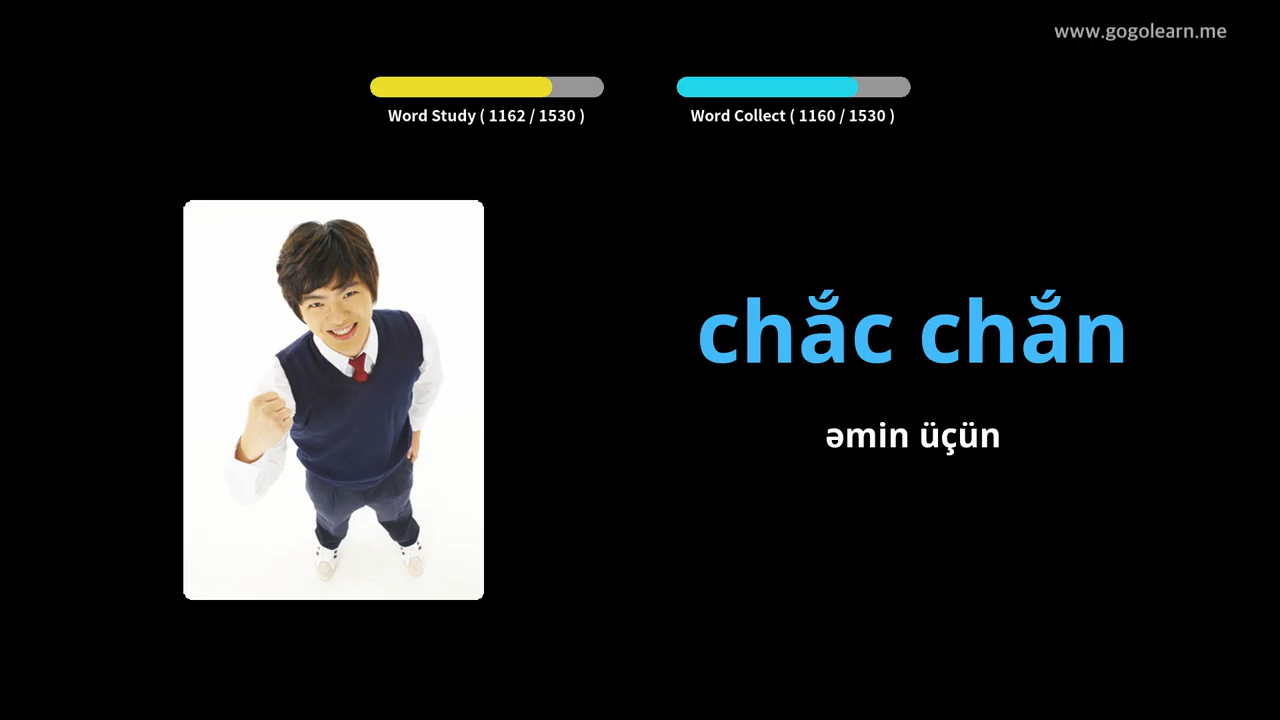 www.gogolearn.me
Word Study ( 1162 / 1530 )
Word Collect ( 1160 / 1530 )
chắc chắn
əmin üçün